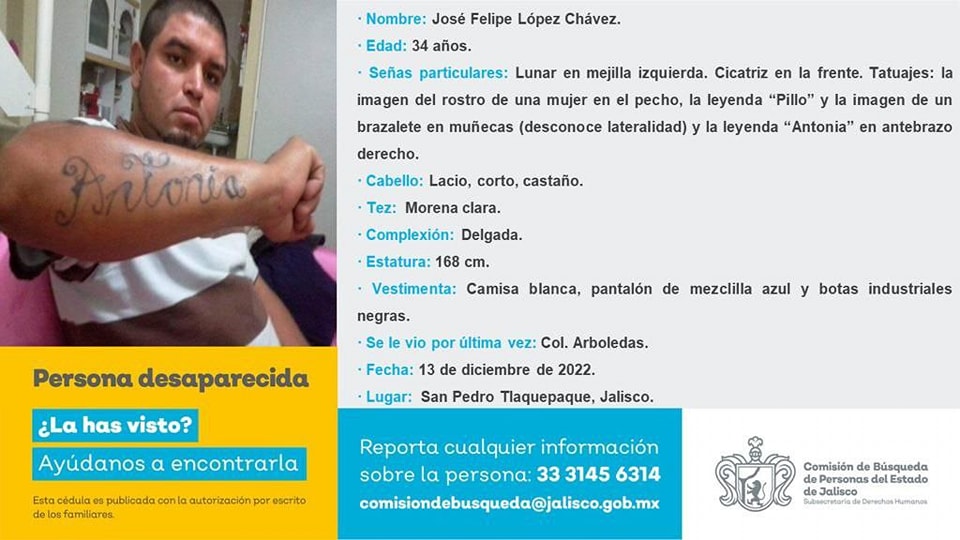 Antonia
· Nombre: José Felipe López Chávez.
· Edad: 34 años.
· Señas particulares: Lunar en mejilla izquierda. Cicatriz en la frente. Tatuajes: la
imagen del rostro de una mujer en el pecho, la leyenda “Pillo” y la imagen de un
brazalete en muñecas (desconoce lateralidad) y la leyenda “Antonia” en antebrazo
derecho.
· Cabello: Lacio, corto, castaño.
· Tez: Morena clara.
· Complexión: Delgada.
· Estatura: 168 cm.
· Vestimenta: Camisa blanca, pantalón de mezclilla azul y botas industriales
negras.
· Se le vio por última vez: Col. Arboledas.
· Fecha: 13 de diciembre de 2022.
· Lugar: San Pedro Tlaquepaque, Jalisco.
Persona desaparecida
¿La has visto?
Ayúdanos a encontrarla
Esta cédula es publicada con la autorización por escrito
de los familiares.
Reporta cualquier información
sobre la persona: 33 3145 6314
comisiondebusqueda@jalisco.gob.mx
Comisión de Búsqueda
de Personas del Estado
de Jalisco
Subsecretaría de Derechos Humanos